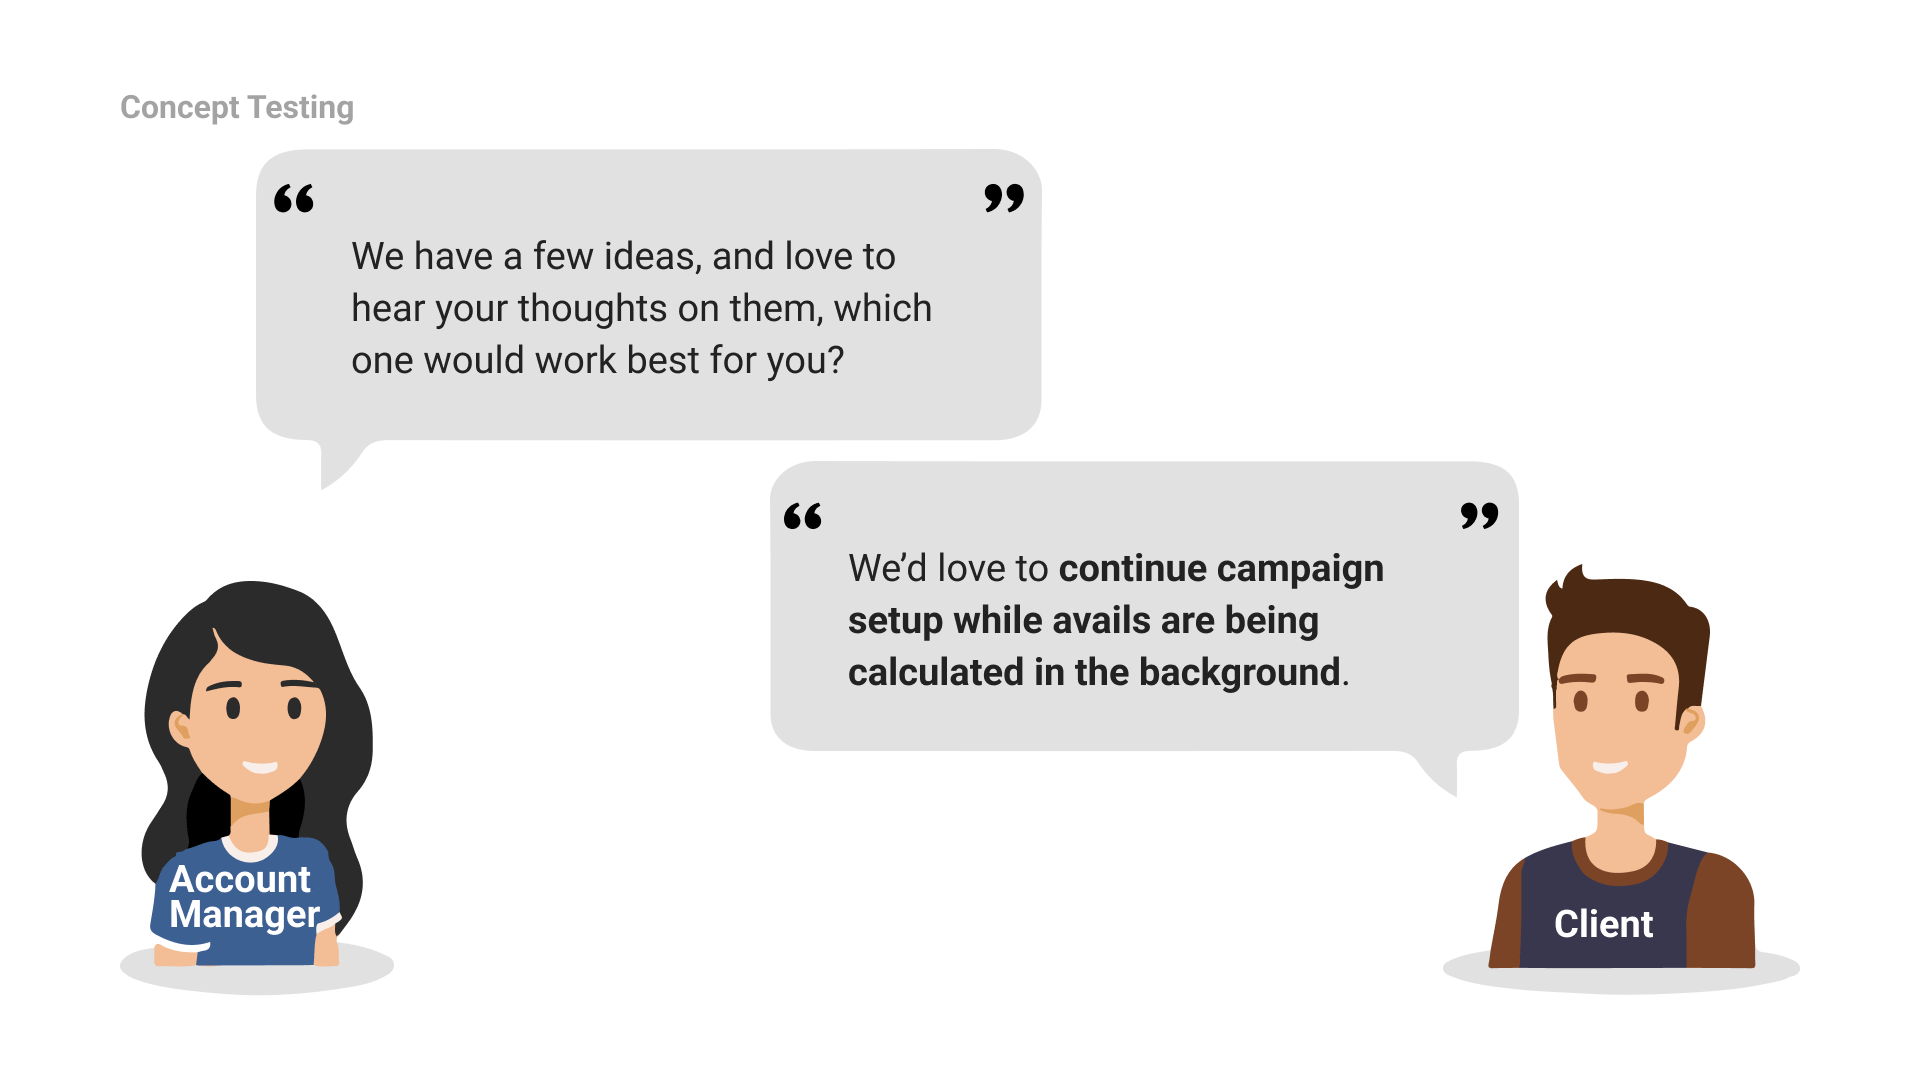 Concept Testing
“ ”
We have a few ideas, and love to
hear your thoughts on them, which
one would work best for you?
“ ”
We’d love to continue campaign
setup while avails are being
calculated in the background.
Account
Manager
Client